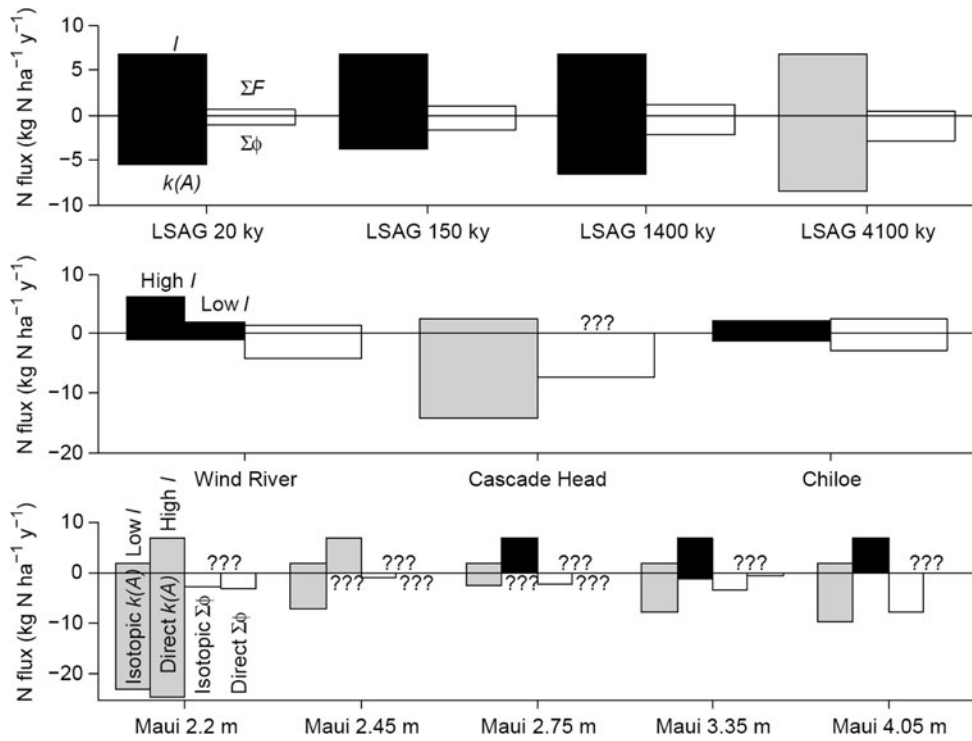 N flux (kg N ha⁻¹ y⁻¹)
10
5
0
−5
−10
I
ΣF
Σϕ
k(A)
LSAG 20 ky
LSAG 150 ky
LSAG 1400 ky
LSAG 4100 ky
N flux (kg N ha⁻¹ y⁻¹)
10
0
−10
−20
High I
Low I
???
Wind River
Cascade Head
Chiloe
N flux (kg N ha⁻¹ y⁻¹)
10
0
−10
−20
Low I
High I
Isotopic k(A)
Direct k(A)
Isotopic Σϕ
Direct Σϕ
???
???
???
???
???
???
???
???
???
Maui 2.2 m
Maui 2.45 m
Maui 2.75 m
Maui 3.35 m
Maui 4.05 m